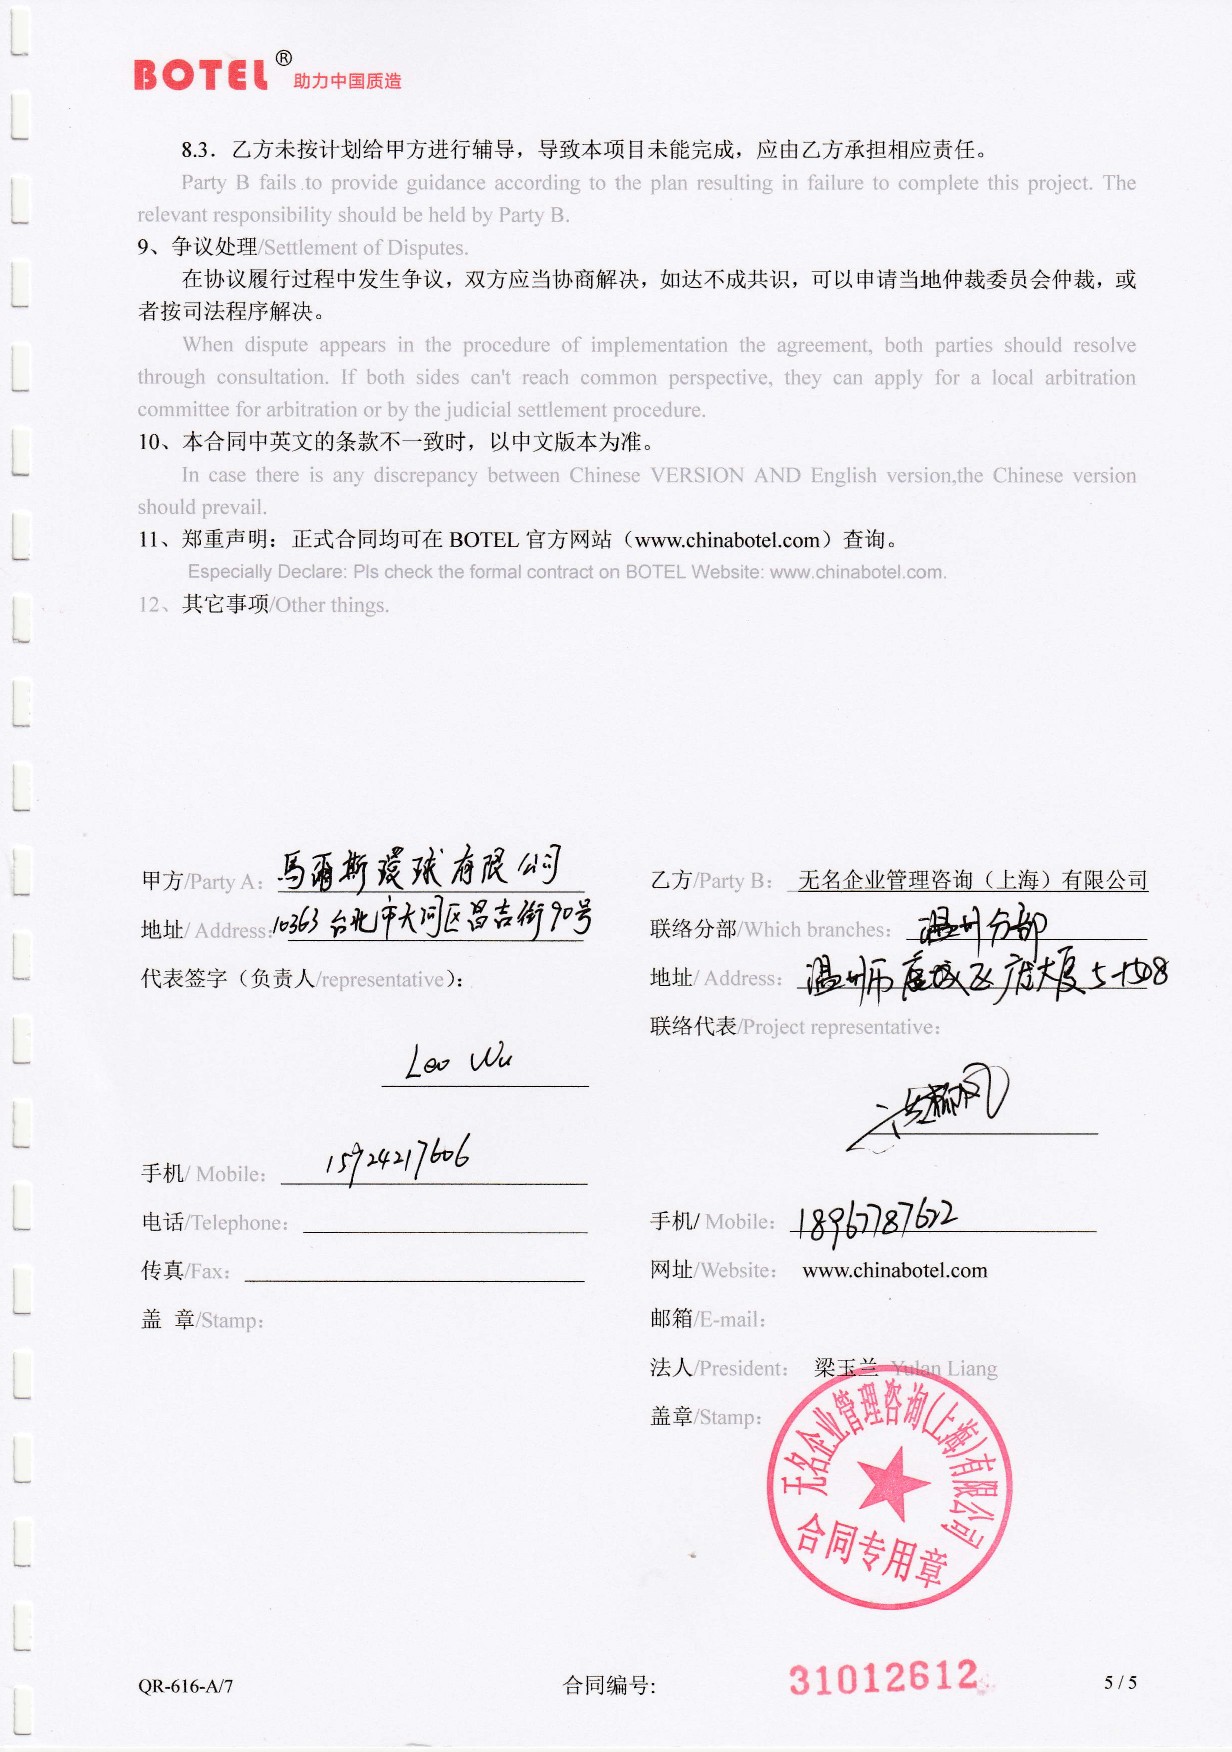 BOTEL® 助力中国质造
8.3．乙方未按计划给甲方进行辅导，导致本项目未能完成，应由乙方承担相应责任。
Party B fails to provide guidance according to the plan resulting in failure to complete this project. The
relevant responsibility should be held by Party B.
9、争议处理/Settlement of Disputes.
在协议履行过程中发生争议，双方应当协商解决，如达不成共识，可以申请当地仲裁委员会仲裁，或
者按司法程序解决。
When dispute appears in the procedure of implementation the agreement, both parties should resolve
through consultation. If both sides can't reach common perspective, they can apply for a local arbitration
committee for arbitration or by the judicial settlement procedure.
10、本合同中英文的条款不一致时，以中文版本为准。
In case there is any discrepancy between Chinese VERSION AND English version,the Chinese version
should prevail.
11、郑重声明：正式合同均可在 BOTEL 官方网站（www.chinabotel.com）查询。
Especially Declare: Pls check the formal contract on BOTEL Website: www.chinabotel.com.
12、其它事项/Other things.
甲方/Party A： 馬爾斯環球有限公司
地址/ Address: 10363 台北市大同区昌吉街90号
代表签字（负责人/representative）:
Leo Wu
手机/ Mobile： 15924217606
电话/Telephone：
传真/Fax：
盖 章/Stamp：
乙方/Party B： 无名企业管理咨询（上海）有限公司
联络分部/Which branches： 温州分部
地址/ Address： 温州市鹿城区 大厦 5-1508
联络代表/Project representative：
手机/ Mobile： 18967787622
网址/Website： www.chinabotel.com
邮箱/E-mail：
法人/President： 梁玉兰 Yulan Liang
盖章/Stamp：
无名企业管理咨询(上海)有限公司
合同专用章
QR-616-A/7 合同编号: 31012612 5 / 5